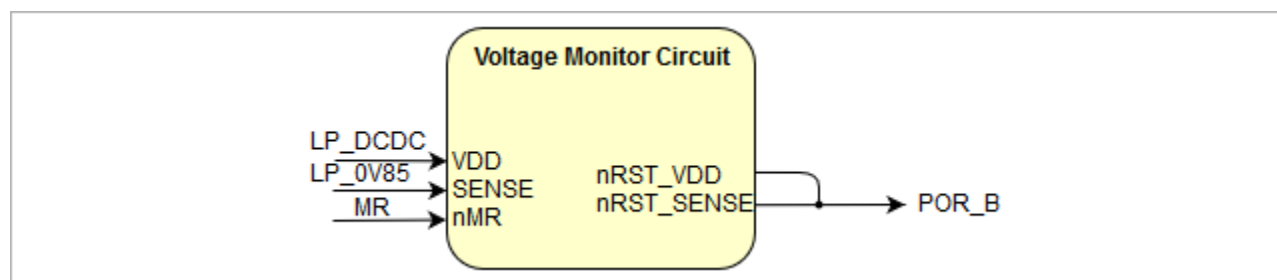 Voltage Monitor Circuit
LP_DCDC
VDD
LP_0V85
SENSE
MR
nMR
nRST_VDD
nRST_SENSE
POR_B